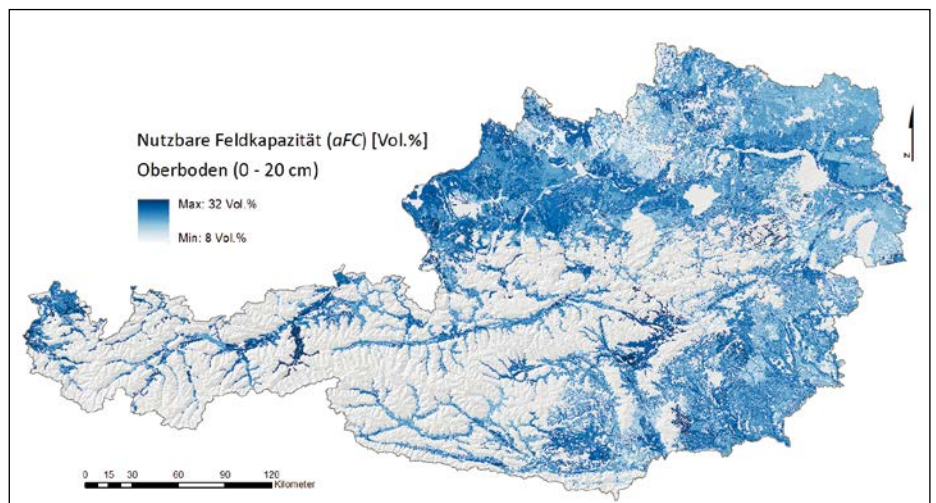 Nutzbare Feldkapazität (aFC) [Vol.%]
Oberboden (0 - 20 cm)
Max: 32 Vol.%
Min: 8 Vol.%
N
0 15 30 60 90 120
Kilometer